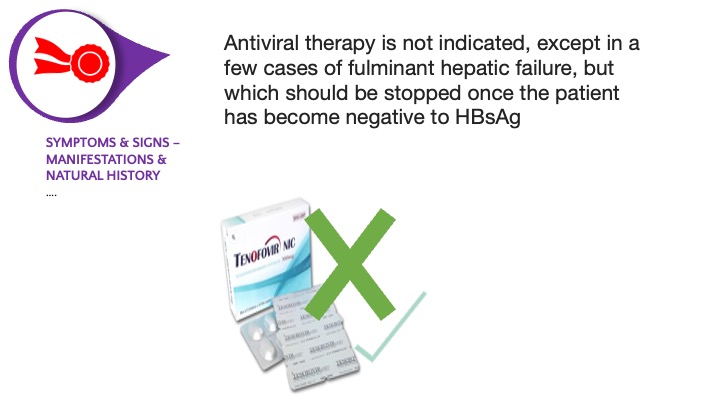 Antiviral therapy is not indicated, except in a
few cases of fulminant hepatic failure, but
which should be stopped once the patient
has become negative to HBsAg
SYMPTOMS & SIGNS –
MANIFESTATIONS &
NATURAL HISTORY
....
TENOFOVIR NIC